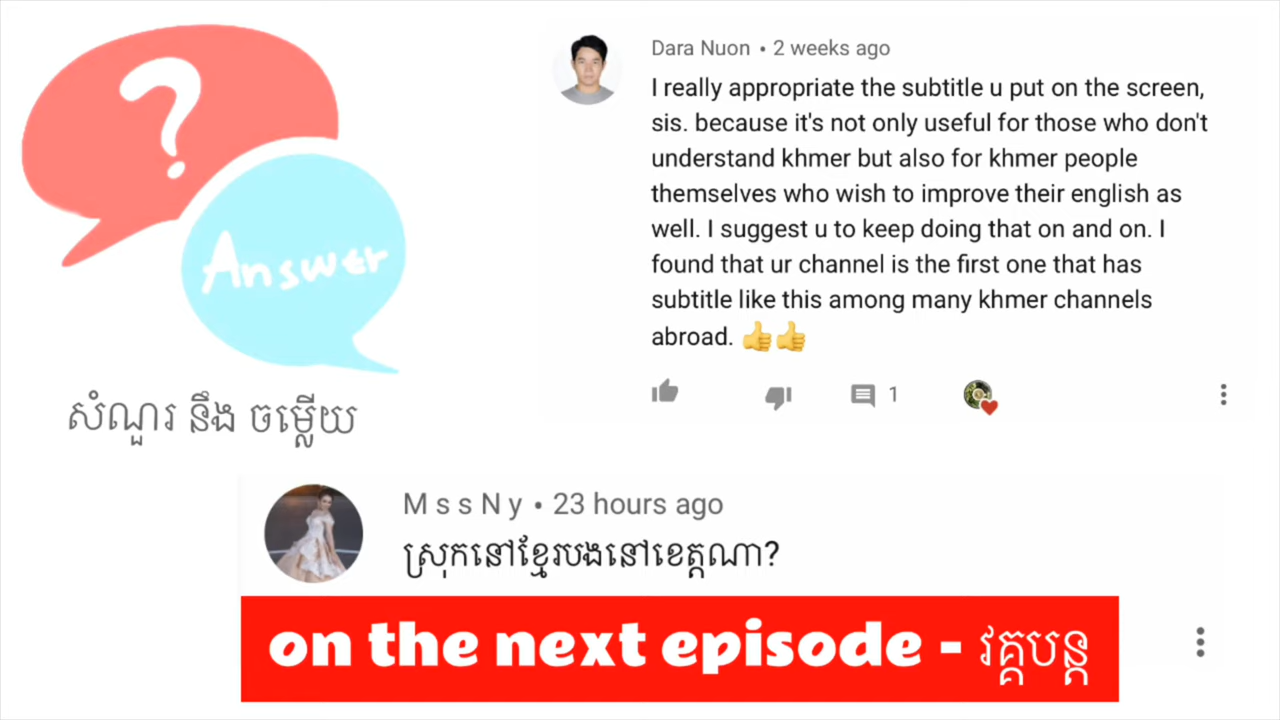 ?
Answer
សំណួរ នឹង ចម្លើយ
Dara Nuon • 2 weeks ago
I really appropriate the subtitle u put on the screen,
sis. because it's not only useful for those who don't
understand khmer but also for khmer people
themselves who wish to improve their english as
well. I suggest u to keep doing that on and on. I
found that ur channel is the first one that has
subtitle like this among many khmer channels
abroad. 👍👍
1
M s s N y • 23 hours ago
ស្រុកនៅខ្មែរបងនៅខេត្តណា?
on the next episode - វគ្គបន្ត